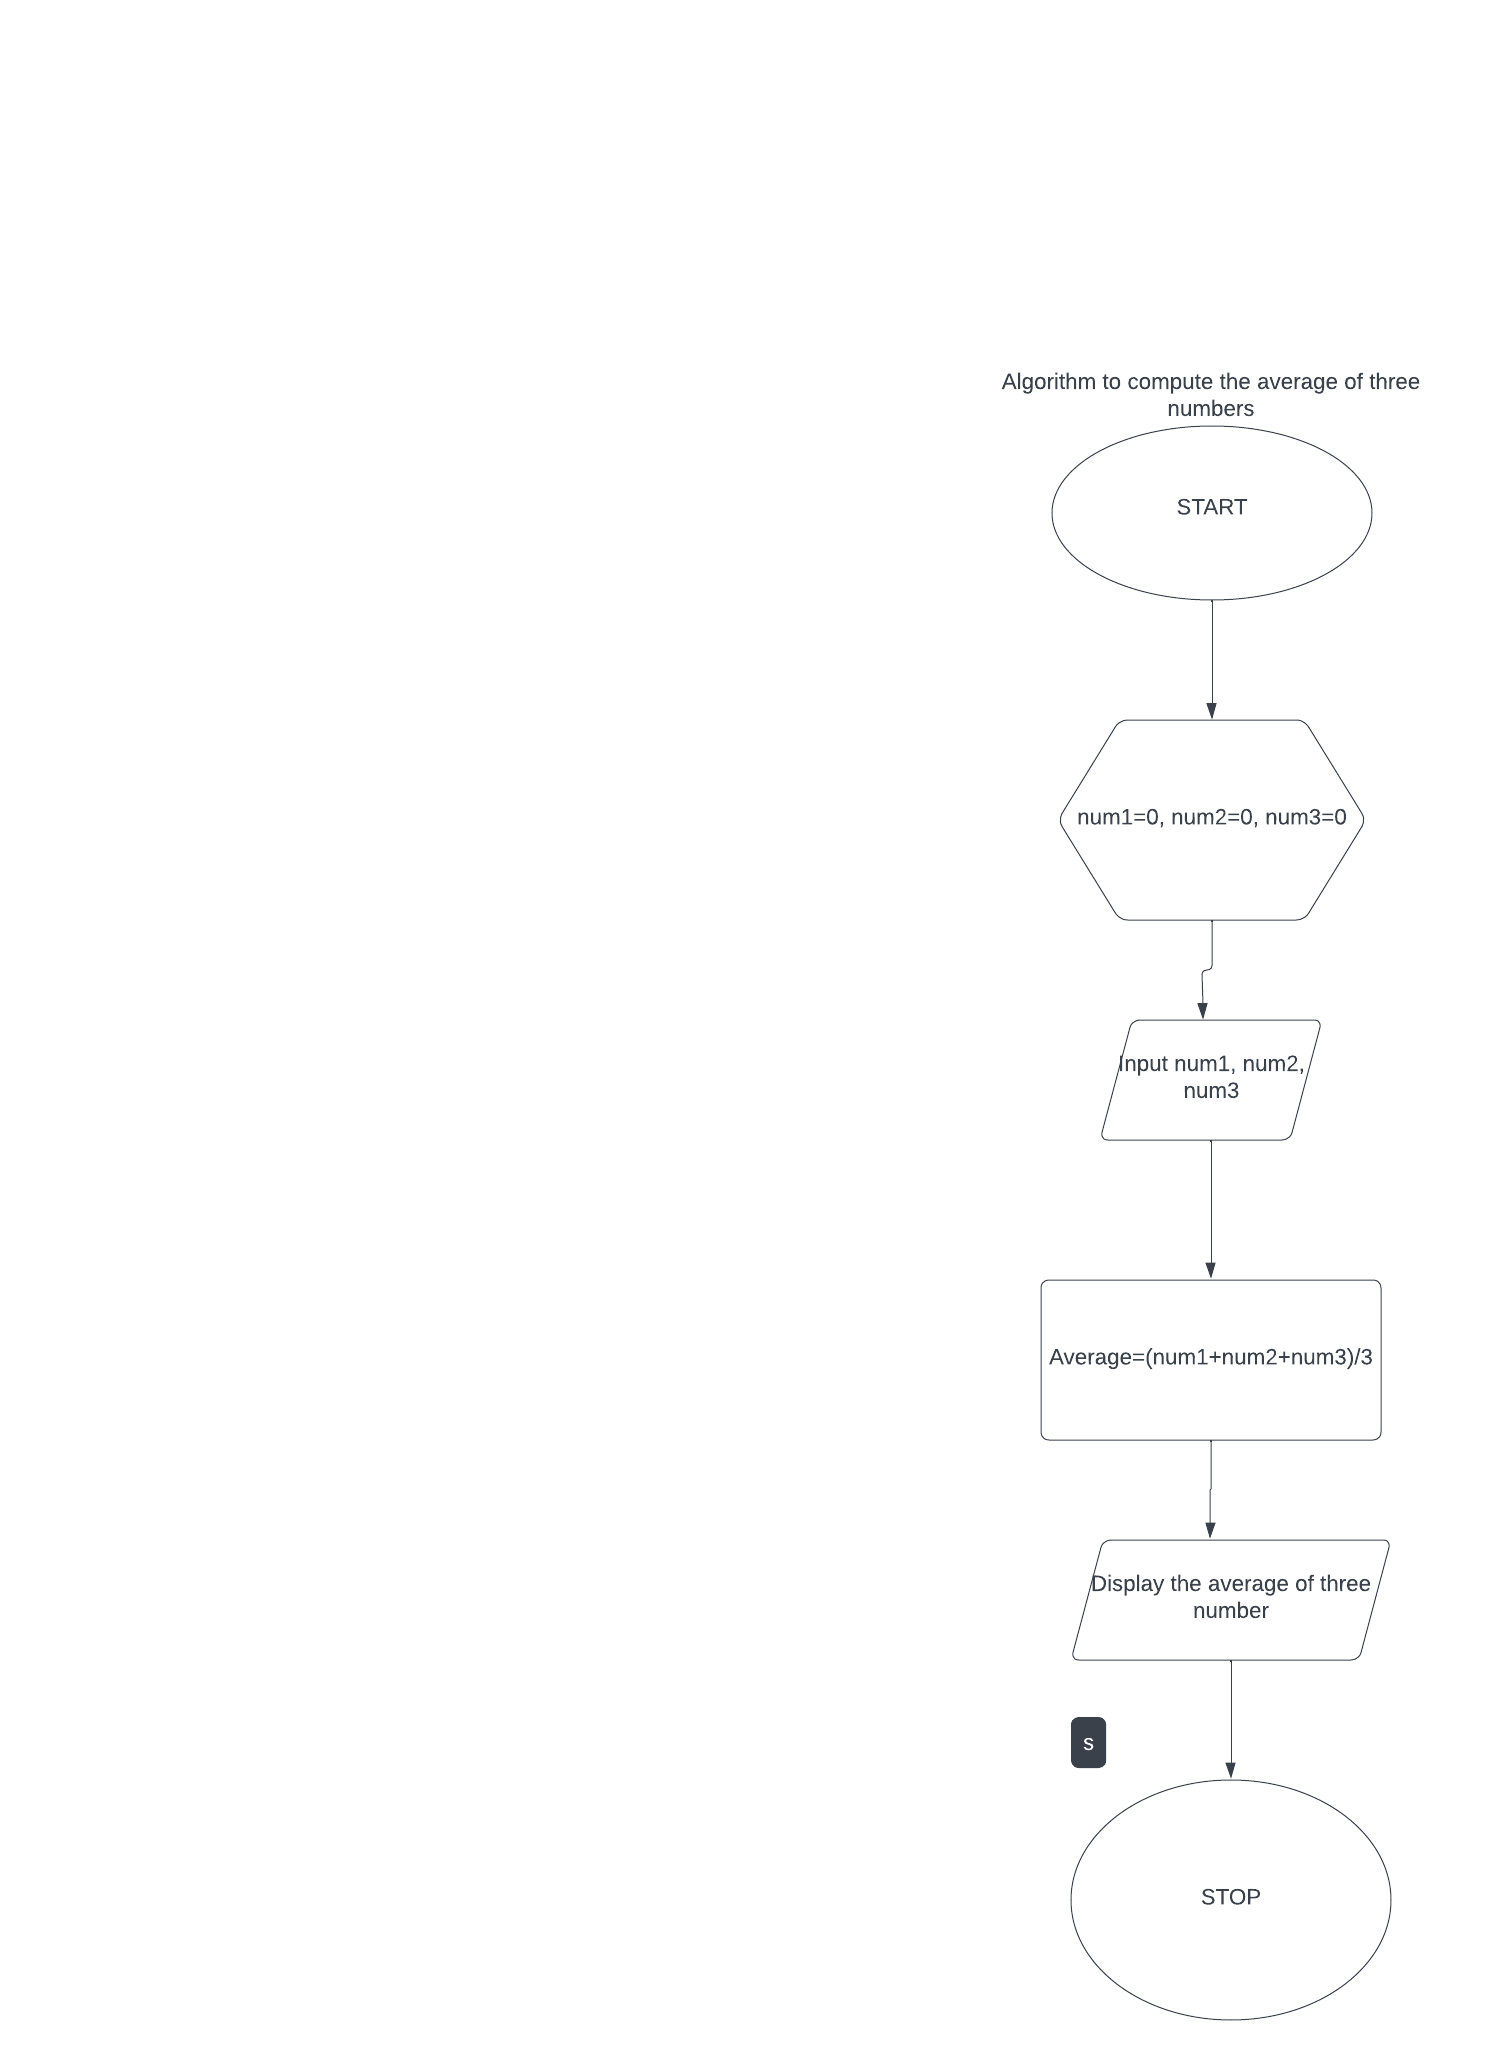 Algorithm to compute the average of three
numbers
START
num1=0, num2=0, num3=0
Input num1, num2,
num3
Average=(num1+num2+num3)/3
Display the average of three
number
s
STOP